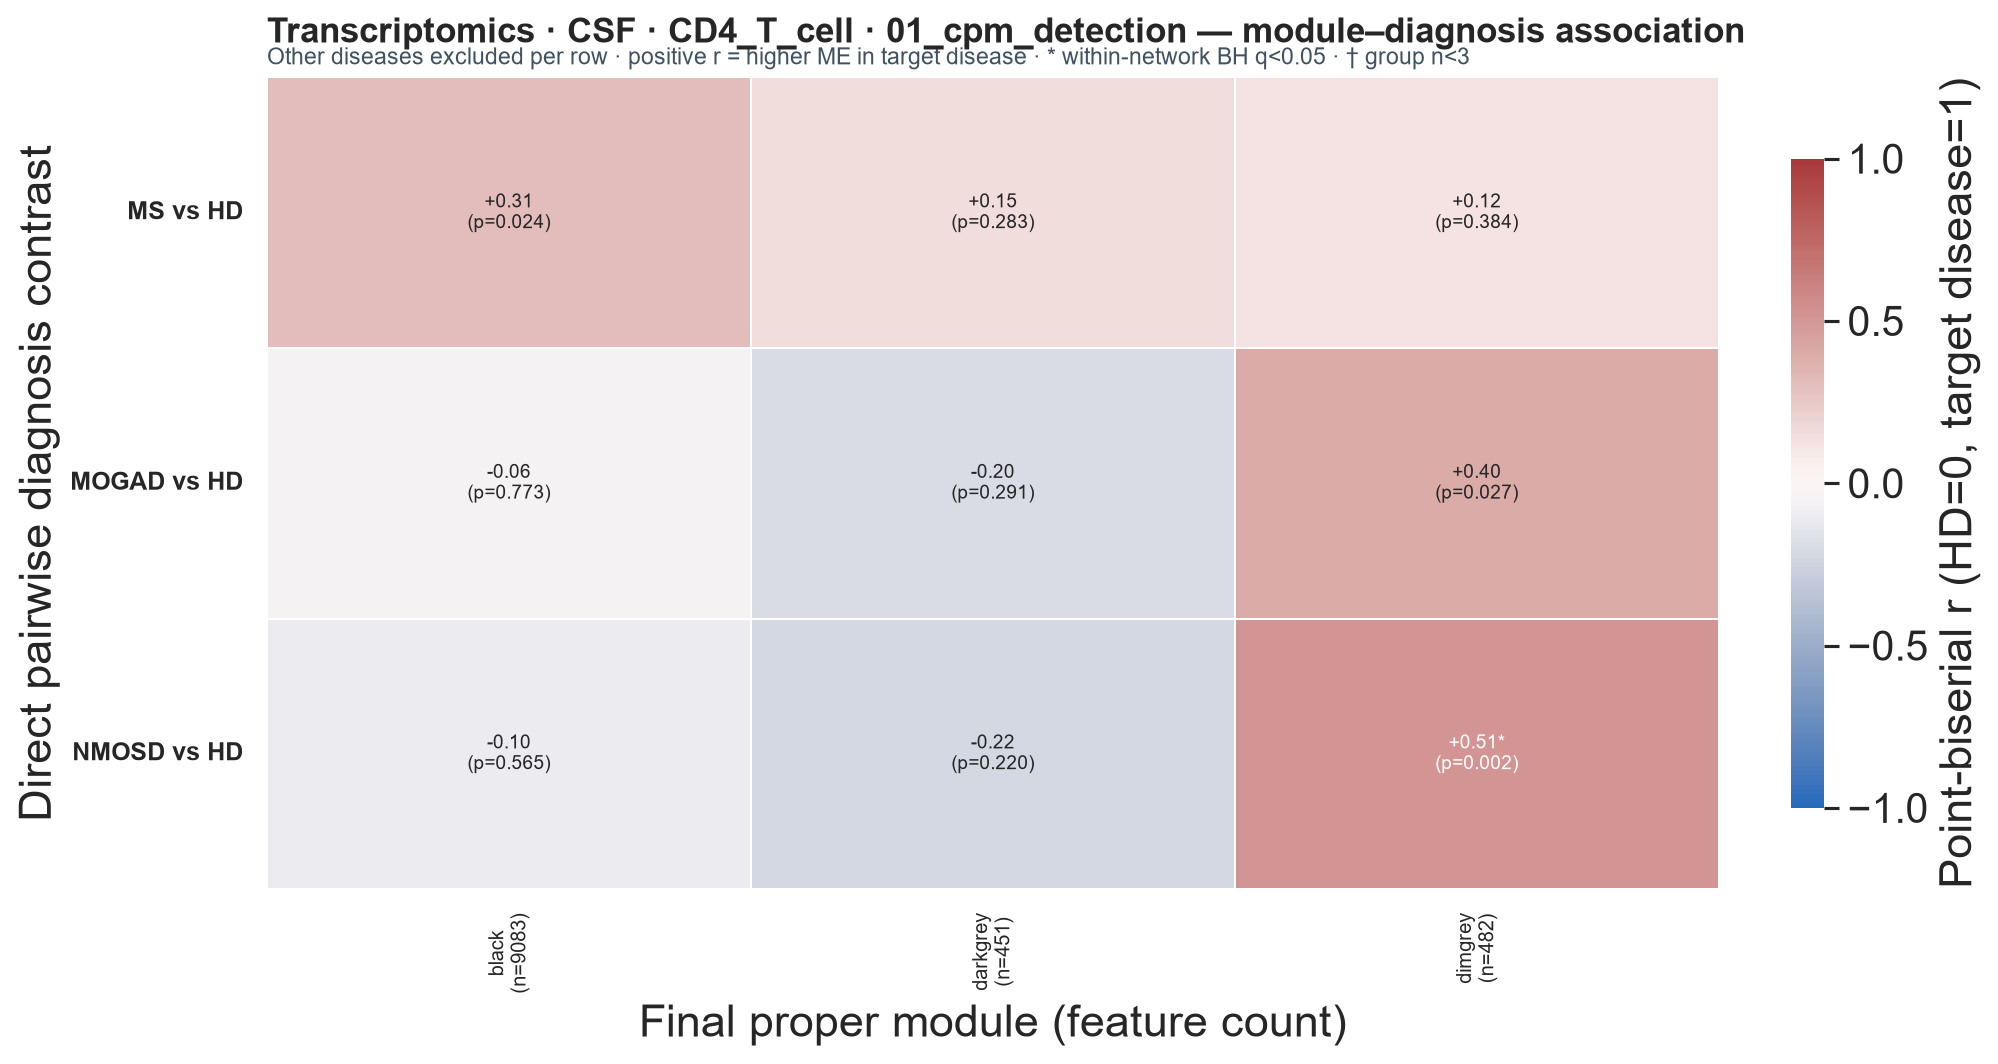 Transcriptomics · CSF · CD4_T_cell · 01_cpm_detection — module–diagnosis association
Other diseases excluded per row · positive r = higher ME in target disease · * within-network BH q<0.05 · † group n<3
Direct pairwise diagnosis contrast
MS vs HD
+0.31
(p=0.024)
+0.15
(p=0.283)
+0.12
(p=0.384)
MOGAD vs HD
-0.06
(p=0.773)
-0.20
(p=0.291)
+0.40
(p=0.027)
NMOSD vs HD
-0.10
(p=0.565)
-0.22
(p=0.220)
+0.51*
(p=0.002)
black
(n=9083)
darkgrey
(n=451)
dimgrey
(n=482)
Final proper module (feature count)
1.0
0.5
0.0
−0.5
−1.0
Point-biserial r (HD=0, target disease=1)